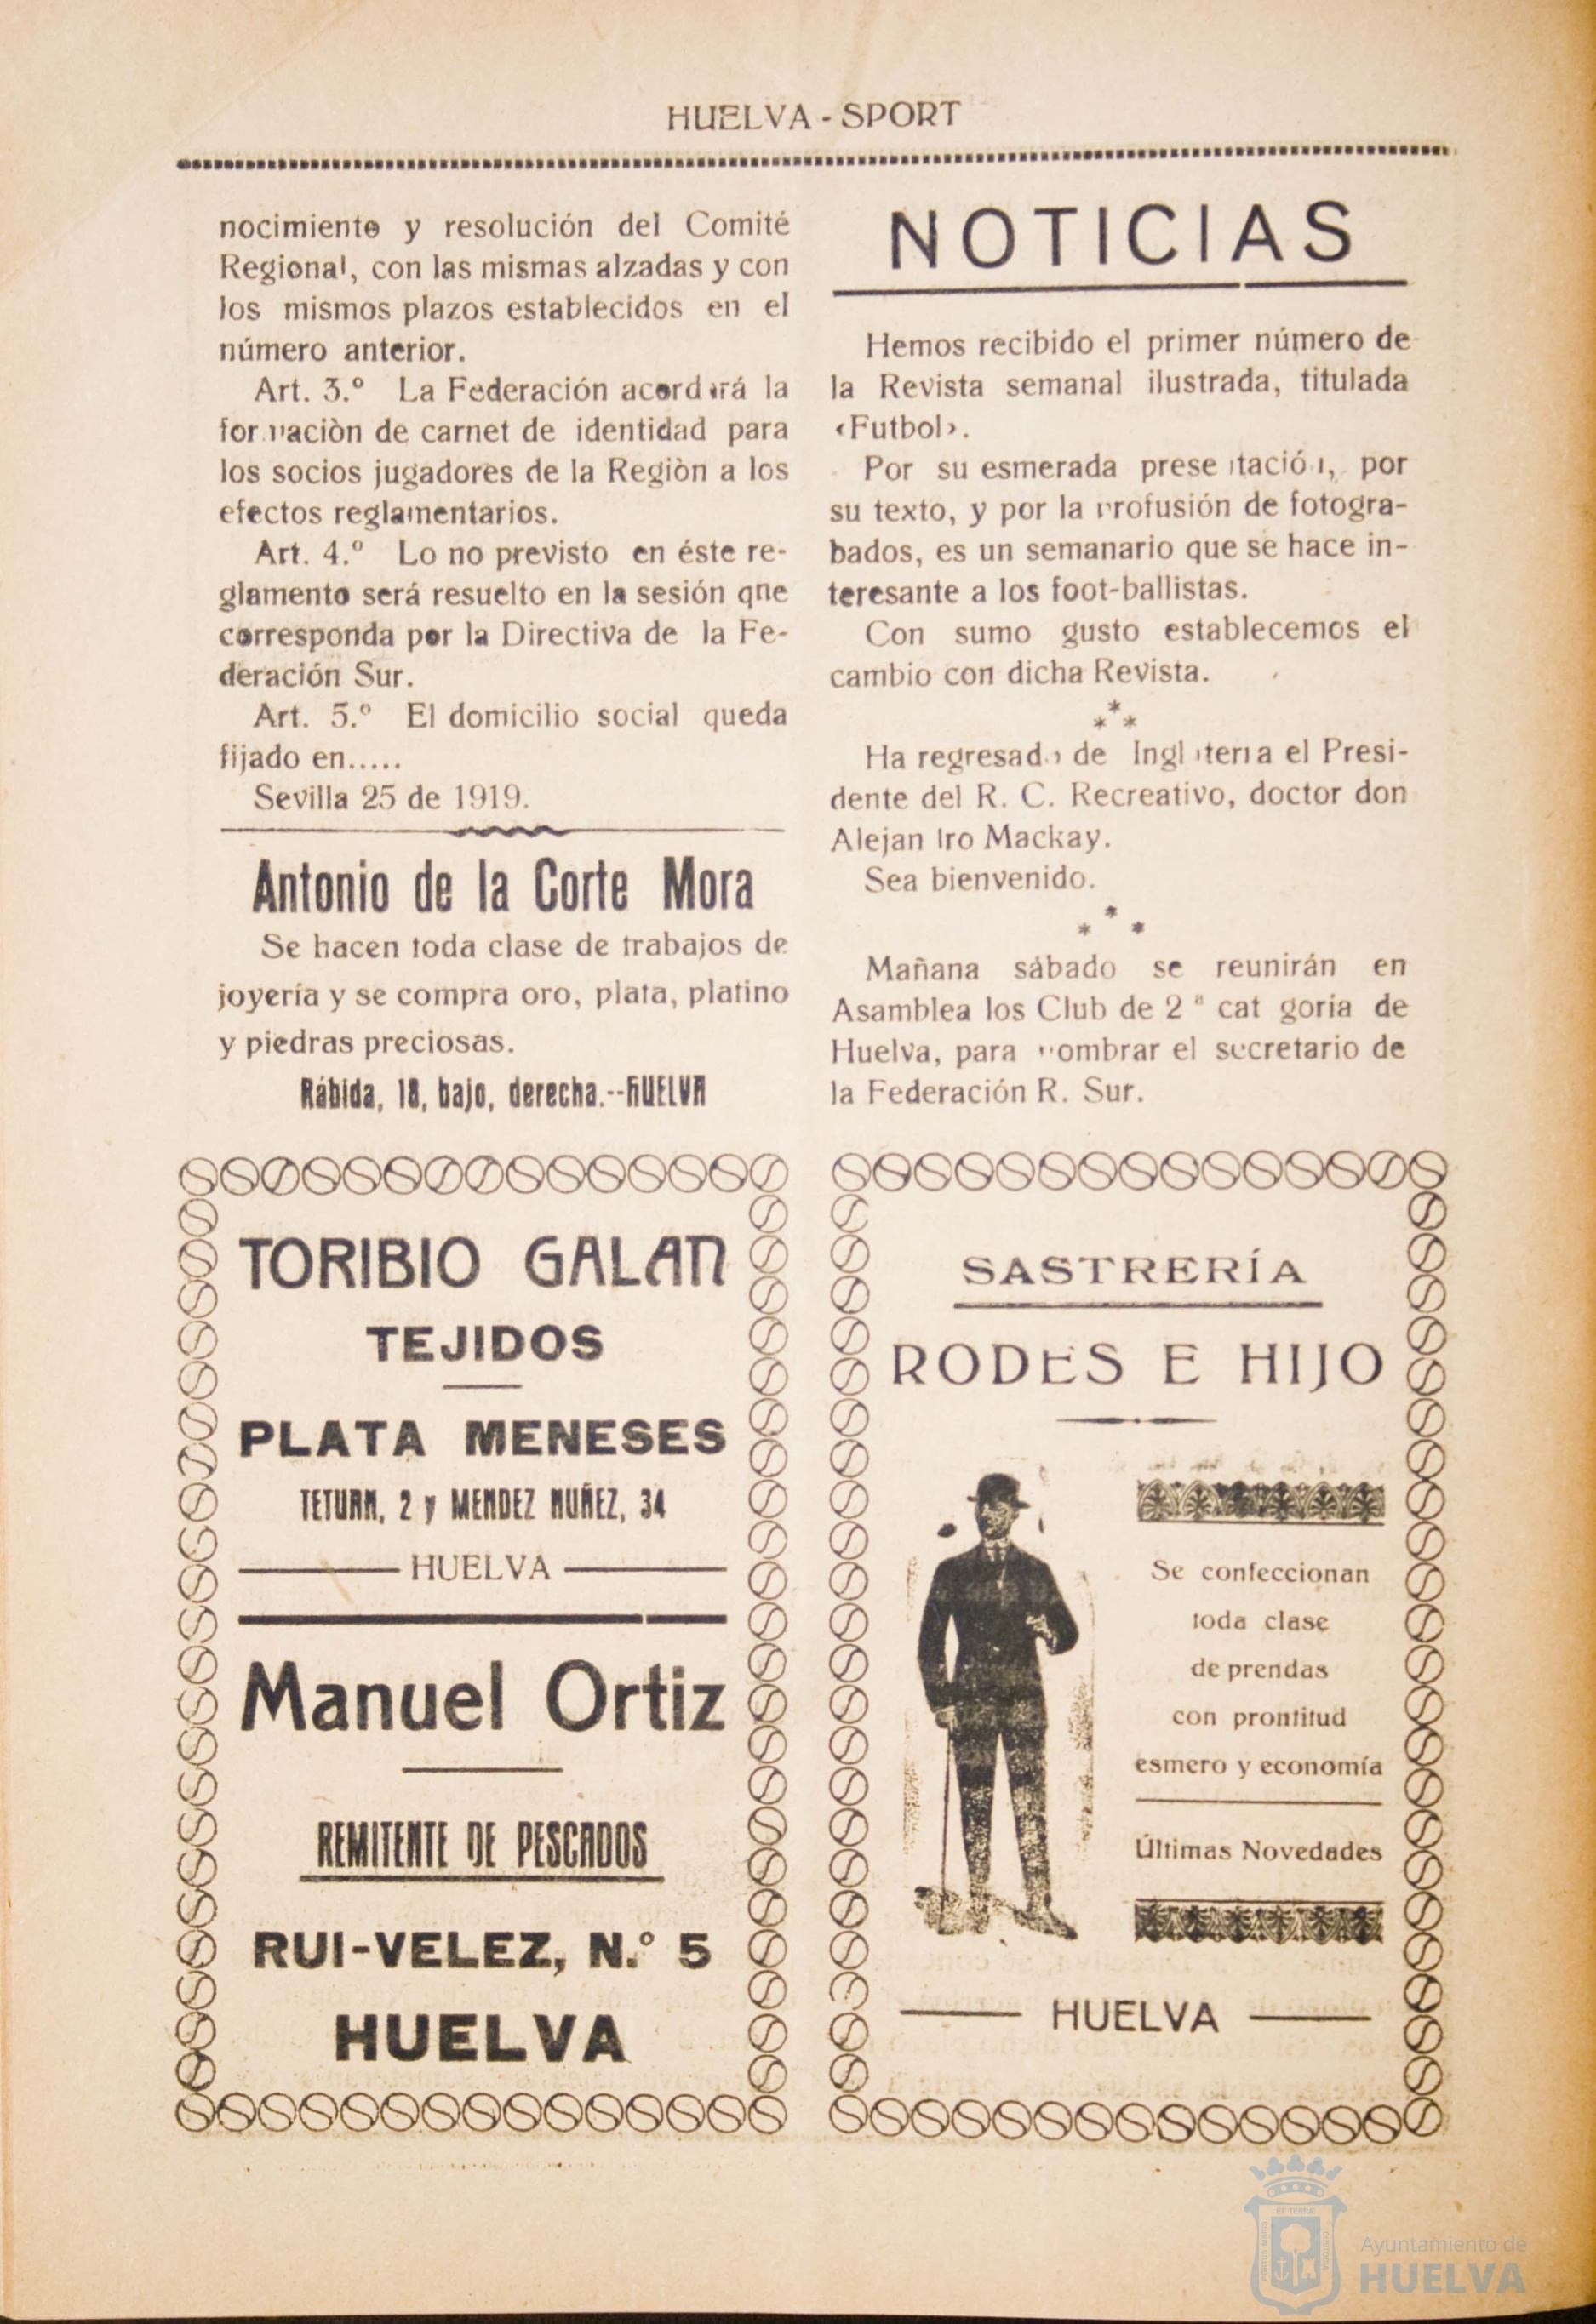 HUELVA - SPORT
nocimiento y resolución del Comité
Regional, con las mismas alzadas y con
los mismos plazos establecidos en el
número anterior.
Art. 3.º La Federación acordará la
formaciòn de carnet de identidad para
los socios jugadores de la Regiòn a los
efectos reglamentarios.
Art. 4.º Lo no previsto en éste re-
glamento será resuelto en la sesión qne
corresponda por la Directiva de la Fe-
deración Sur.
Art. 5.º El domicilio social queda
fijado en.....
Sevilla 25 de 1919.
Antonio de la Corte Mora
Se hacen toda clase de trabajos de
joyería y se compra oro, plata, platino
y piedras preciosas.
Rábida, 18, bajo, derecha.--HUELVA
TORIBIO GALAN
TEJIDOS
PLATA MENESES
TETUAN, 2 y MENDEZ NUÑEZ, 34
HUELVA
Manuel Ortiz
REMITENTE DE PESCADOS
RUI-VELEZ, N.º 5
HUELVA
NOTICIAS
Hemos recibido el primer número de
la Revista semanal ilustrada, titulada
‹Futbol›.
Por su esmerada presentación, por
su texto, y por la profusión de fotogra-
bados, es un semanario que se hace in-
teresante a los foot-ballistas.
Con sumo gusto establecemos el
cambio con dicha Revista.
* * *
Ha regresado de Inglaterra el Presi-
dente del R. C. Recreativo, doctor don
Alejandro Mackay.
Sea bienvenido.
* * *
Mañana sábado se reunirán en
Asamblea los Club de 2 ª cat goría de
Huelva, para nombrar el secretario de
la Federación R. Sur.
SASTRERÍA
RODES E HIJO
Se confeccionan
toda clase
de prendas
con prontitud
esmero y economía
Últimas Novedades
HUELVA
Ayuntamiento de
HUELVA